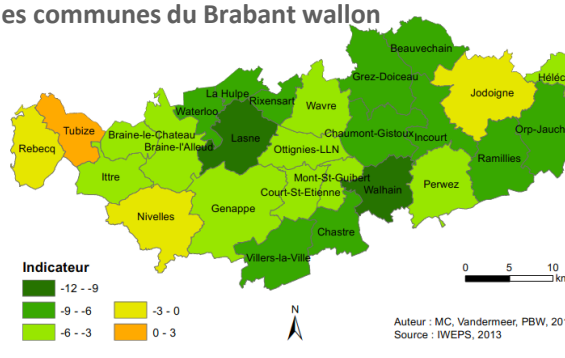 es communes du Brabant wallon
Beauvechain
Grez-Doiceau
Héléc
La Hulpe
Jodoigne
Rixensart
Wavre
Waterloo
Tubize
Braine-le-Chateau
Lasne
Chaumont-Gistoux
Incourt
Orp-Jauch
Rebecq
Braine-l'Alleud
Ottignies-LLN
Ramillies
Ittre
Mont-St-Guibert
Court-St-Etienne
Walhain
Perwez
Nivelles
Genappe
Chastre
Villers-la-Ville
Indicateur
-12 - -9
-9 - -6
-3 - 0
-6 - -3
0 - 3
N
0 5 10
km
Auteur : MC, Vandermeer, PBW, 201
Source : IWEPS, 2013